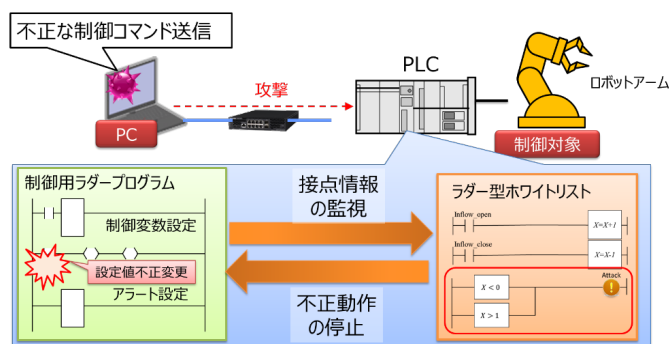 不正な制御コマンド送信
PLC
攻撃
ロボットアーム
PC
制御対象
制御用ラダープログラム
制御変数設定
設定値不正変更
アラート設定
接点情報
の監視
不正動作
の停止
ラダー型ホワイトリスト
Inflow_open
X=X+1
Inflow_close
X=X-1
Attack
X < 0
!
X > 1